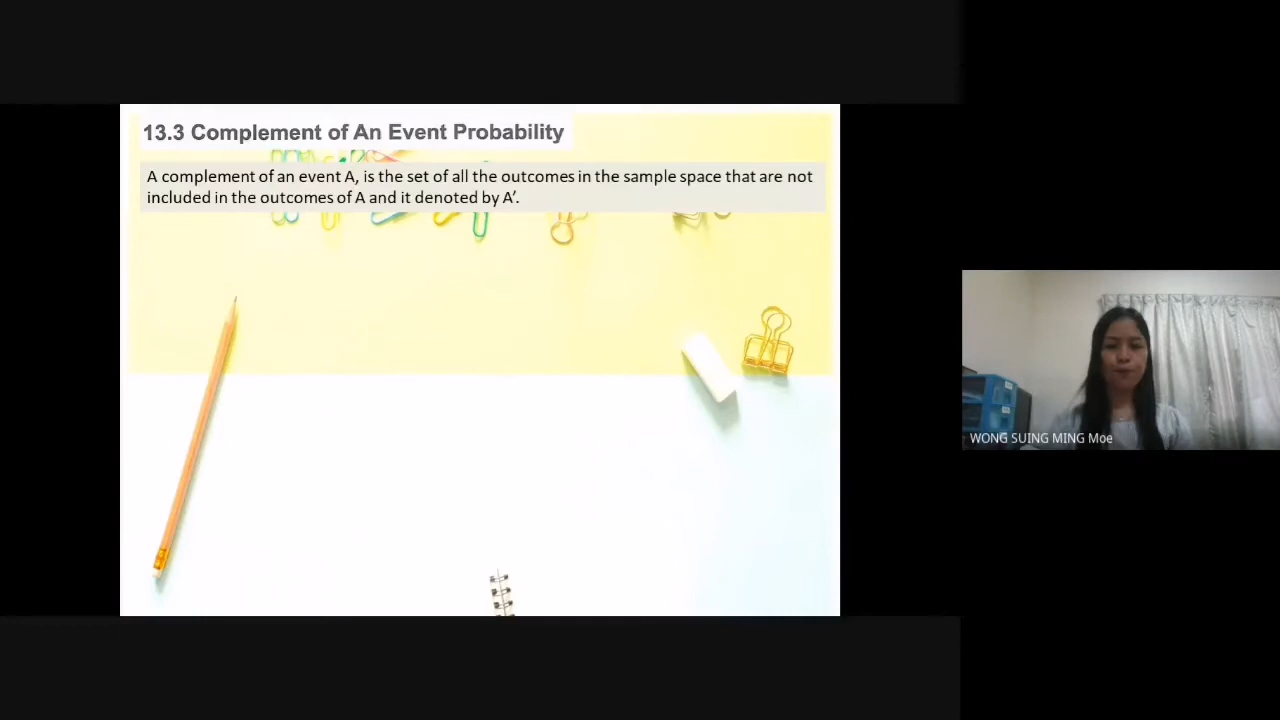 13.3 Complement of An Event Probability
A complement of an event A, is the set of all the outcomes in the sample space that are not
included in the outcomes of A and it denoted by A’.
WONG SUING MING Moe